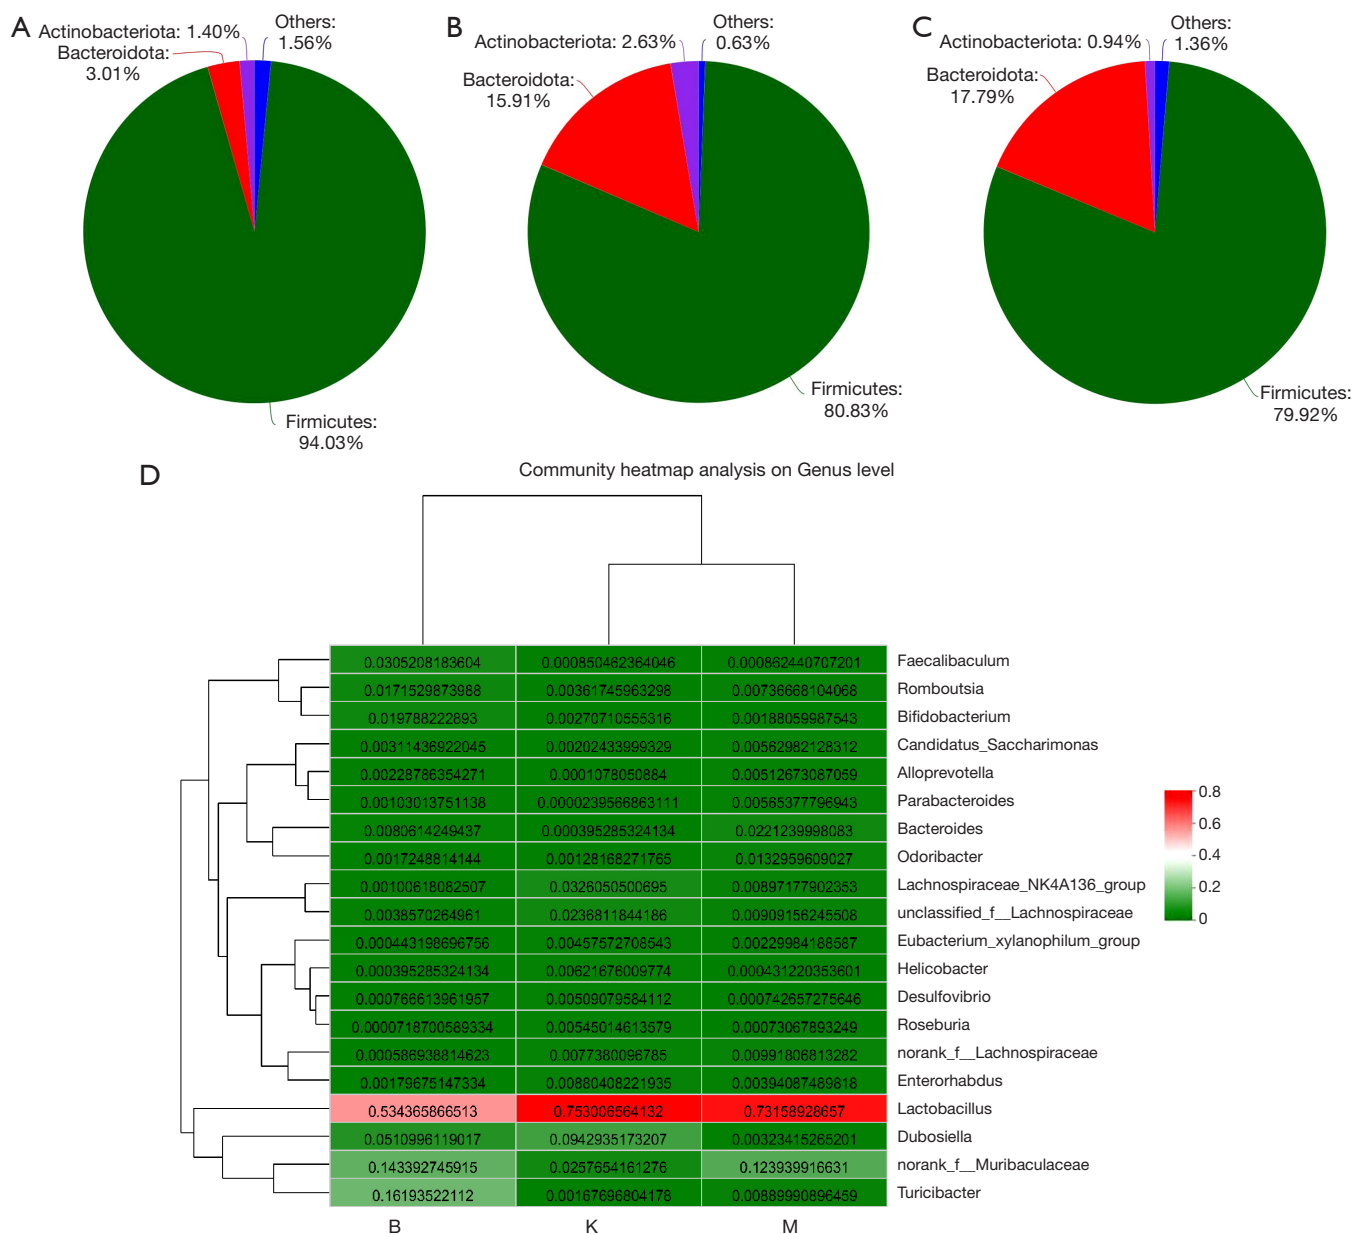 A
Actinobacteriota: 1.40%
Others:
1.56%
Bacteroidota:
3.01%
Firmicutes:
94.03%
B
Actinobacteriota: 2.63%
Others:
0.63%
Bacteroidota:
15.91%
Firmicutes:
80.83%
C
Actinobacteriota: 0.94%
Others:
1.36%
Bacteroidota:
17.79%
Firmicutes:
79.92%
D
Community heatmap analysis on Genus level
0.0305208183604 0.000850462364046 0.000862440707201 Faecalibaculum
0.0171529873988 0.00361745963298 0.00736668104068 Romboutsia
0.019788222893 0.00270710555316 0.00188059987543 Bifidobacterium
0.00311436922045 0.00202433999329 0.00562982128312 Candidatus_Saccharimonas
0.00228786354271 0.0001078050884 0.00512673087059 Alloprevotella
0.00103013751138 0.0000239566863111 0.00565377796943 Parabacteroides
0.0080614249437 0.000395285324134 0.0221239998083 Bacteroides
0.0017248814144 0.00128168271765 0.0132959609027 Odoribacter
0.00100618082507 0.0326050500695 0.00897177902353 Lachnospiraceae_NK4A136_group
0.0038570264961 0.0236811844186 0.00909156245508 unclassified_f__Lachnospiraceae
0.000443198696756 0.00457572708543 0.00229984188587 Eubacterium_xylanophilum_group
0.000395285324134 0.00621676009774 0.000431220353601 Helicobacter
0.000766613961957 0.00509079584112 0.000742657275646 Desulfovibrio
0.0000718700589334 0.00545014613579 0.00073067893249 Roseburia
0.000586938814623 0.0077380096785 0.00991806813282 norank_f__Lachnospiraceae
0.00179675147334 0.00880408221935 0.00394087489818 Enterorhabdus
0.534365866513 0.753006564132 0.73158928657 Lactobacillus
0.0510996119017 0.0942935173207 0.00323415265201 Dubosiella
0.143392745915 0.0257654161276 0.123939916631 norank_f__Muribaculaceae
0.16193522112 0.00167696804178 0.00889990896459 Turicibacter
B K M
0.8
0.6
0.4
0.2
0